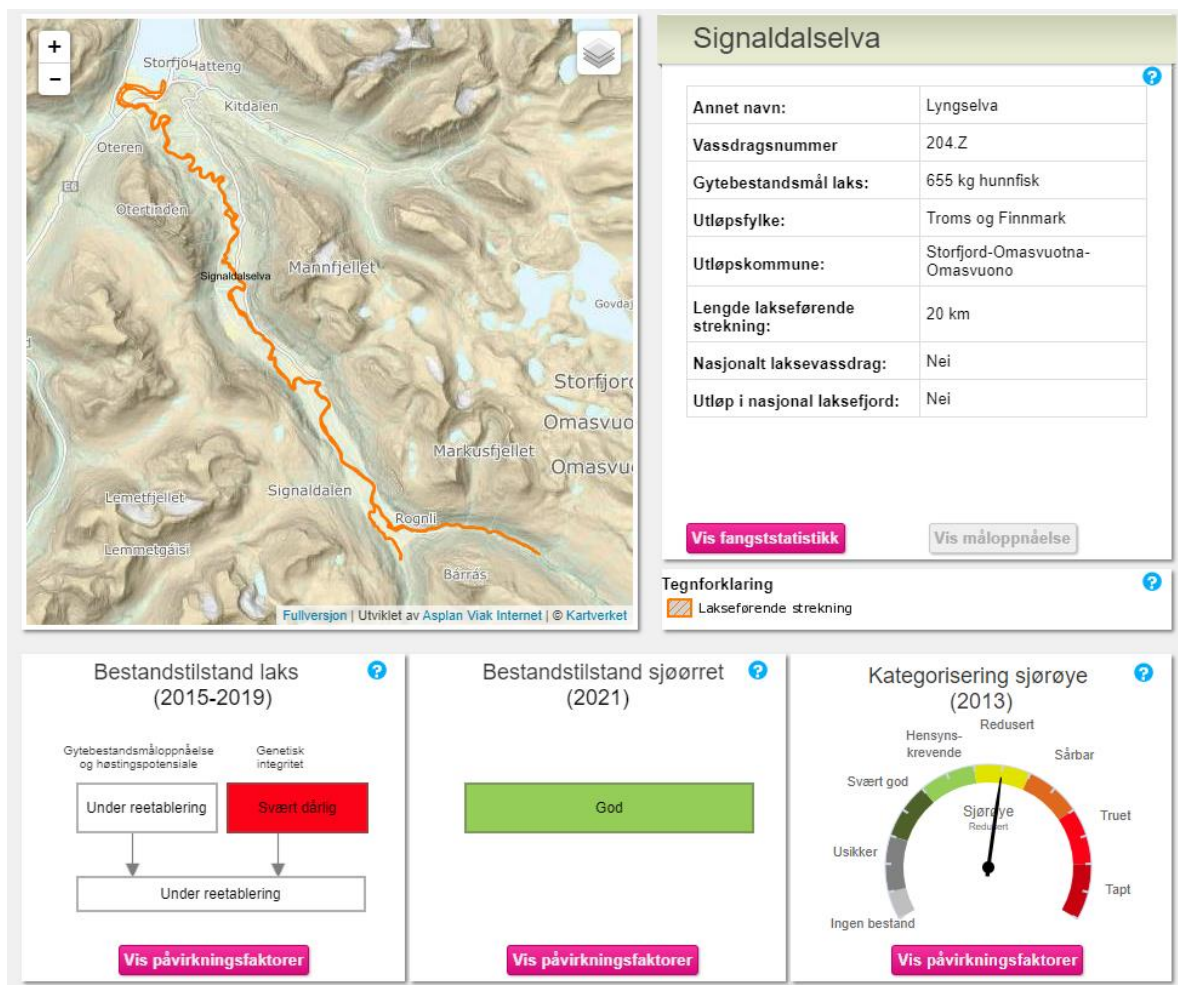 Signaldalselva
+
−
Hatteng
Kitdalen
Oteren
E6
Otertinden
Signaldalselva
Mannfjellet
Storfjord
Omasvuo
Markusfjellet
Signaldalen
Lemetfjellet
Rognli
Lemmetgáisi
Bárrás
Fullversjon | Utviklet av Asplan Viak Internet | © Kartverket
?
Annet navn: Lyngselva
Vassdragsnummer 204.Z
Gytebestandsmål laks: 655 kg hunnfisk
Utløpsfylke: Troms og Finnmark
Utløpskommune: Storfjord-Omasvuotna-
Omasvuono
Lengde lakseførende
strekning: 20 km
Nasjonalt laksevassdrag: Nei
Utløp i nasjonal laksefjord: Nei
Vis fangststatistikk
Vis måloppnåelse
Tegnforklaring
?
Lakseførende strekning
Bestandstilstand laks
(2015-2019)
?
Gytebestandsmåloppnåelse
og høstingspotensiale
Genetisk
integritet
Under reetablering
Svært dårlig
Under reetablering
Vis påvirkningsfaktorer
Bestandstilstand sjøørret
(2021)
?
God
Vis påvirkningsfaktorer
Kategorisering sjørøye
(2013)
?
Ingen bestand
Usikker
Svært god
Hensyns-
krevende
Redusert
Sårbar
Truet
Tapt
Sjørøye
Redusert
Vis påvirkningsfaktorer